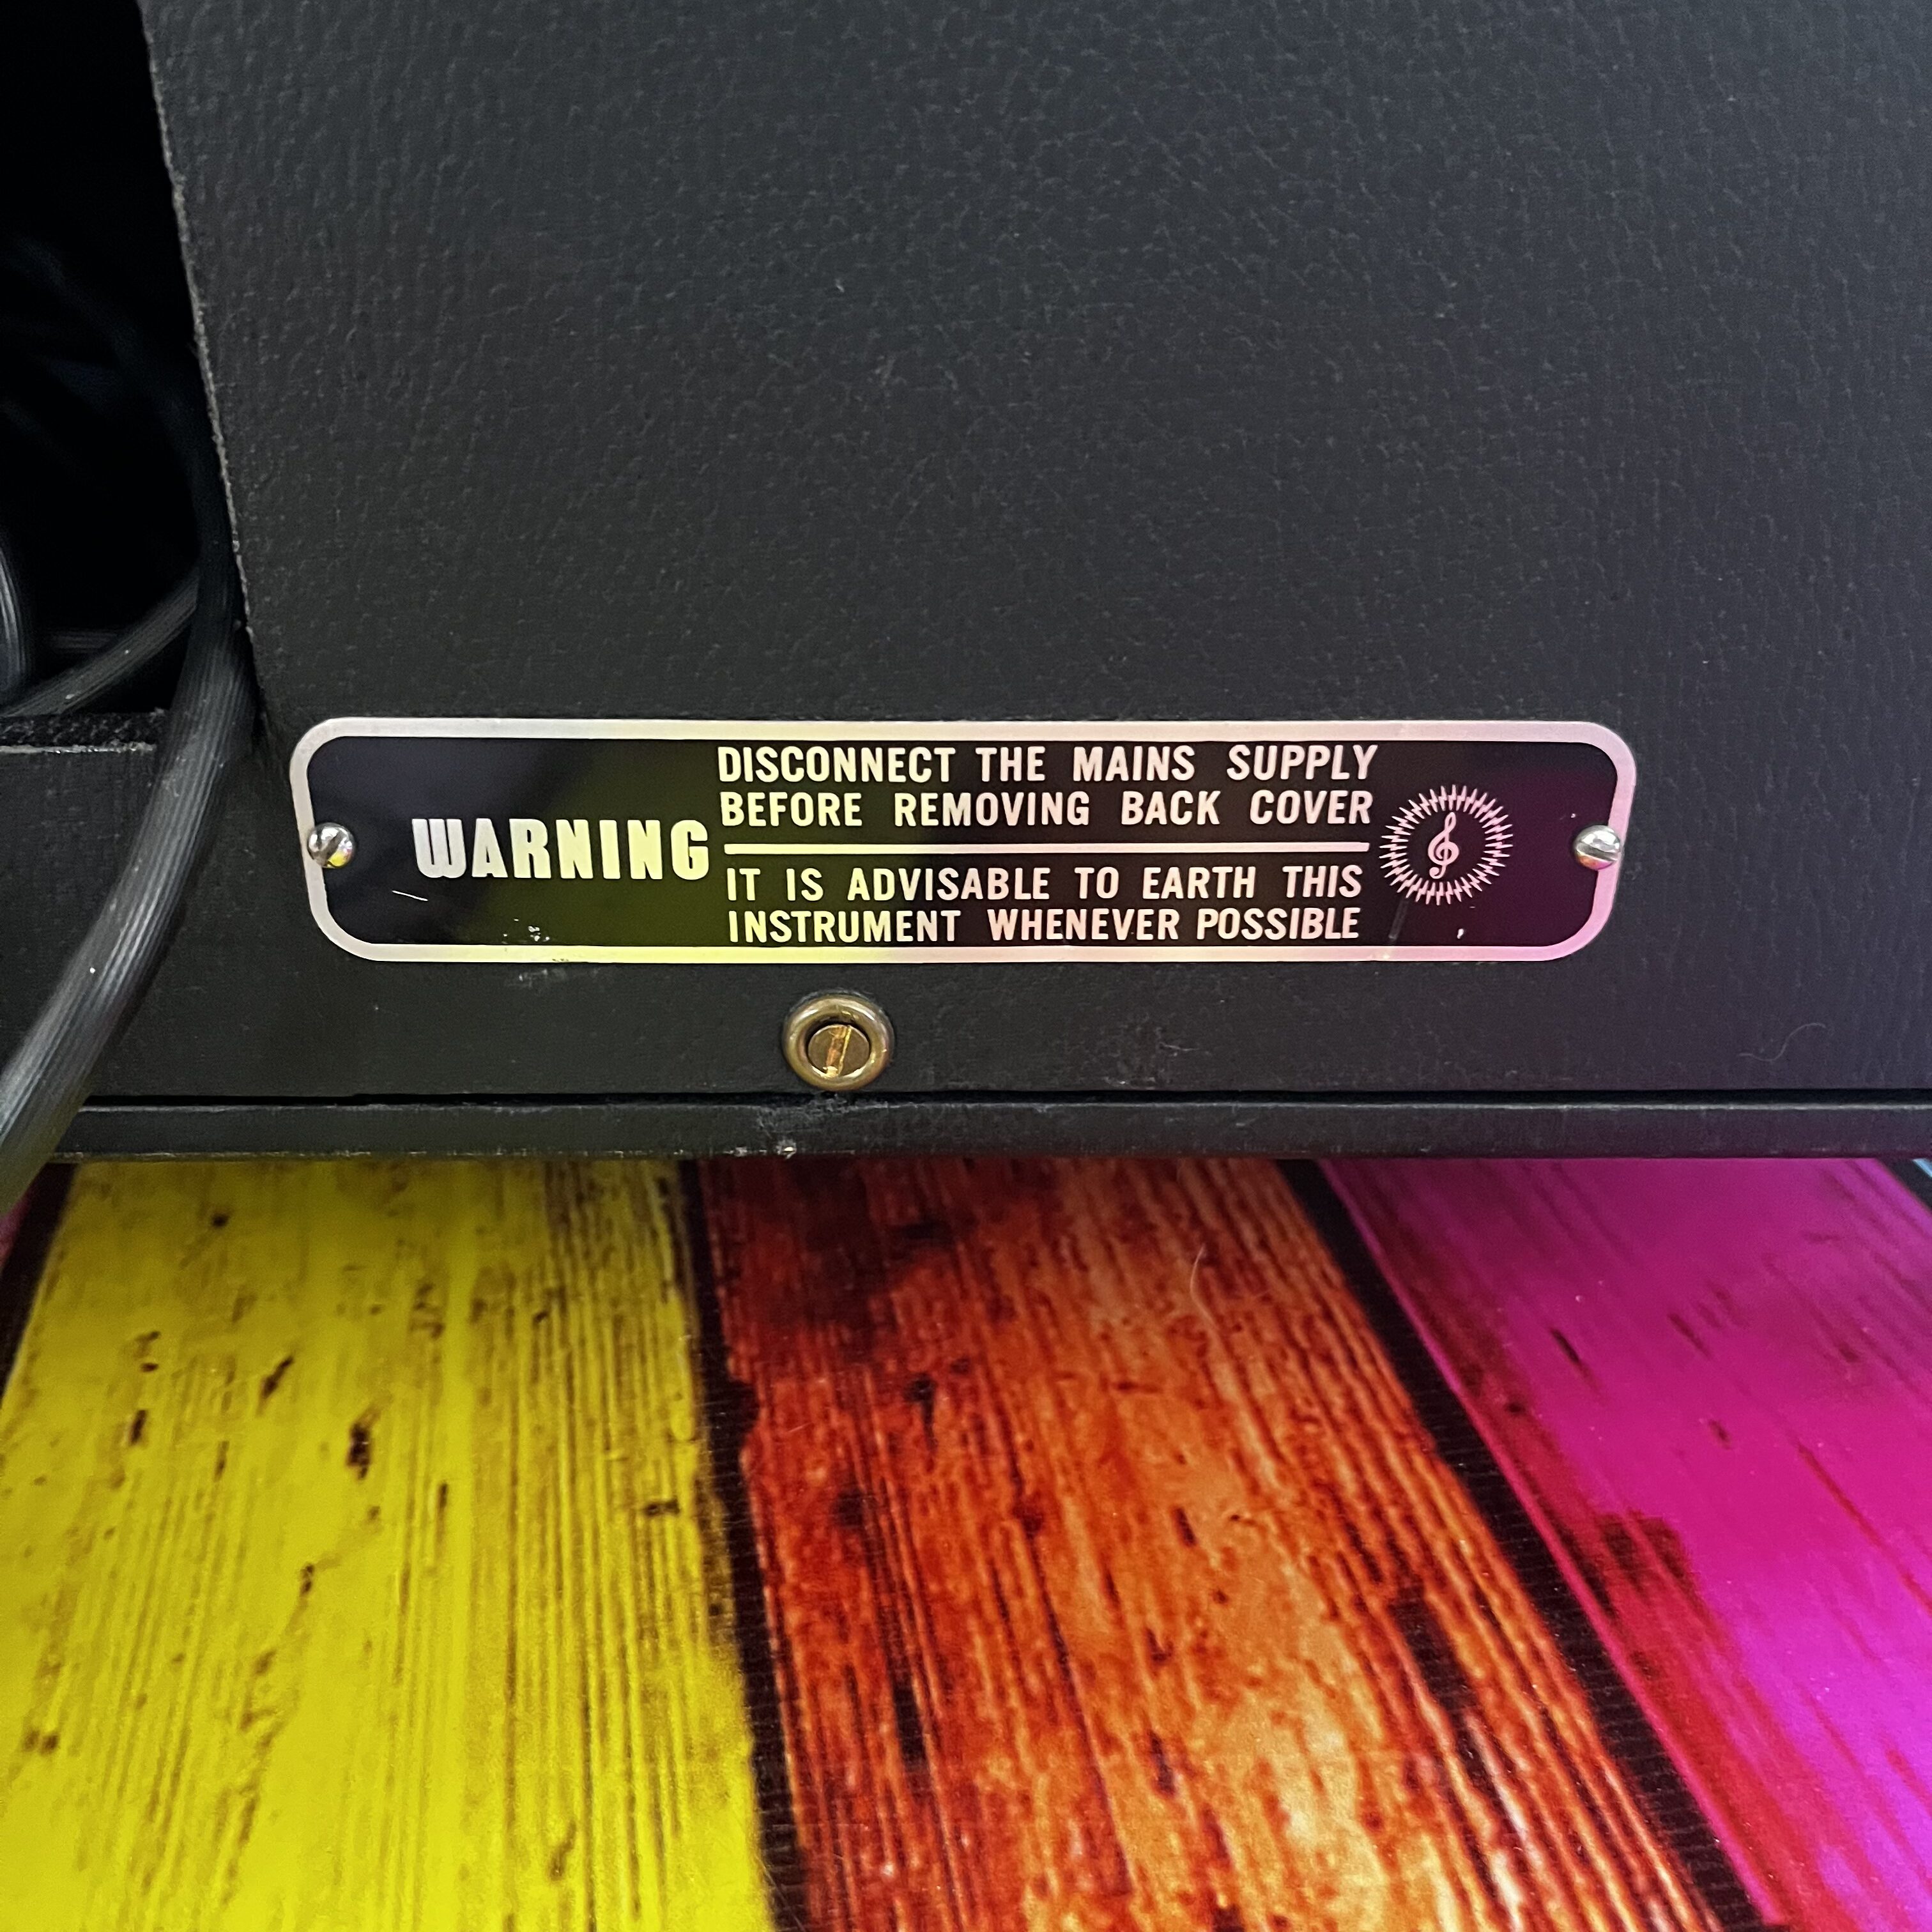 WARNING
DISCONNECT THE MAINS SUPPLY
BEFORE REMOVING BACK COVER
IT IS ADVISABLE TO EARTH THIS
INSTRUMENT WHENEVER POSSIBLE